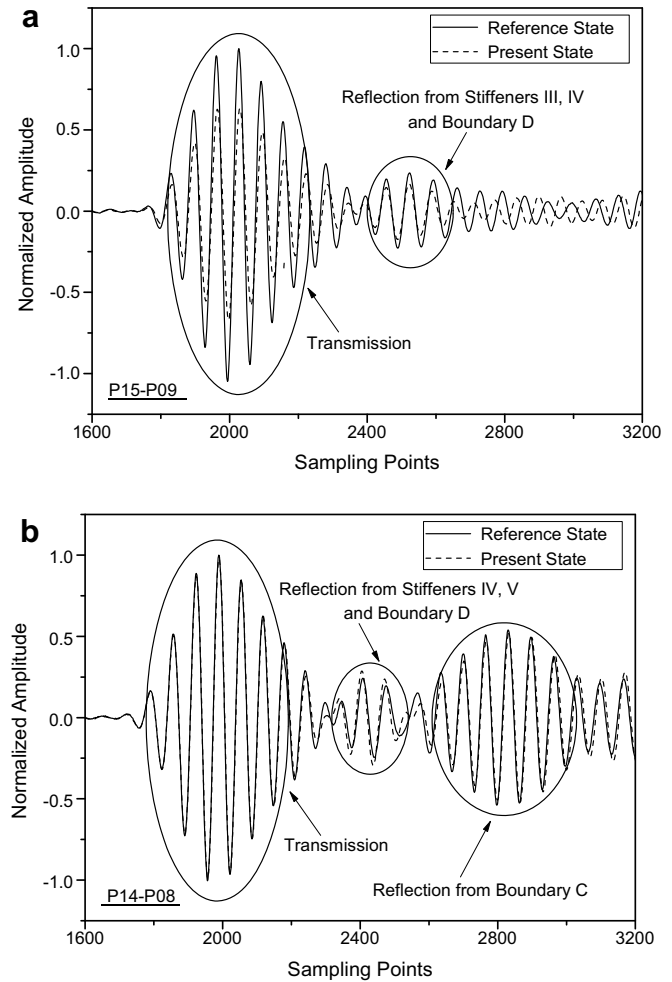 a
Reference State
Present State
Reflection from Stiffeners III, IV
and Boundary D
Transmission
P15-P09
Normalized Amplitude
1.0
0.5
0.0
-0.5
-1.0
1600 2000 2400 2800 3200
Sampling Points
b
Reference State
Present State
Reflection from Stiffeners IV, V
and Boundary D
Transmission
Reflection from Boundary C
P14-P08
Normalized Amplitude
1.0
0.5
0.0
-0.5
-1.0
1600 2000 2400 2800 3200
Sampling Points